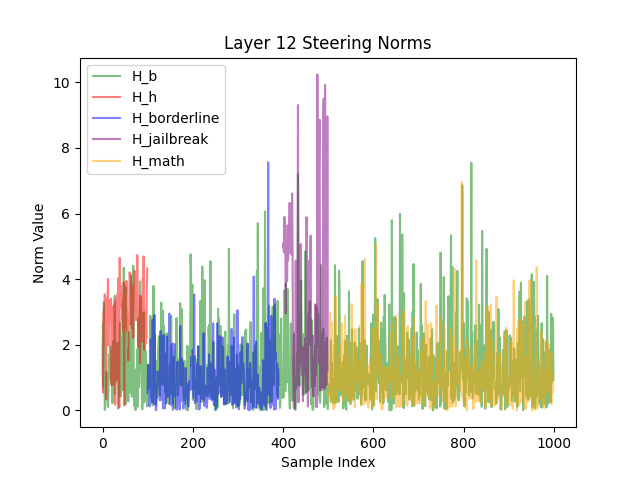 Layer 12 Steering Norms
H_b
H_h
H_borderline
H_jailbreak
H_math
Norm Value
10
8
6
4
2
0
0 200 400 600 800 1000
Sample Index